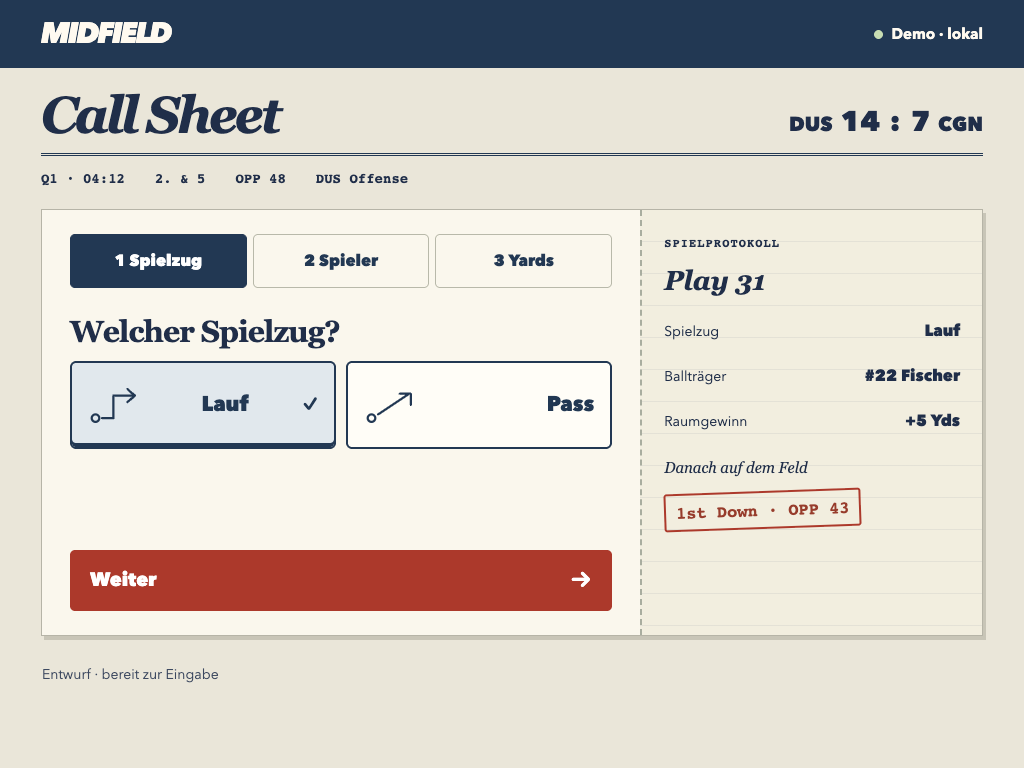 MIDFIELD
Demo · lokal
Call Sheet
DUS 14 : 7 CGN
Q1 · 04:12 2. & 5 OPP 48 DUS Offense
1 Spielzug
2 Spieler
3 Yards
Welcher Spielzug?
Lauf
Pass
Weiter
SPIELPROTOKOLL
Play 31
Spielzug Lauf
Ballträger #22 Fischer
Raumgewinn +5 Yds
Danach auf dem Feld
1st Down · OPP 43
Entwurf · bereit zur Eingabe